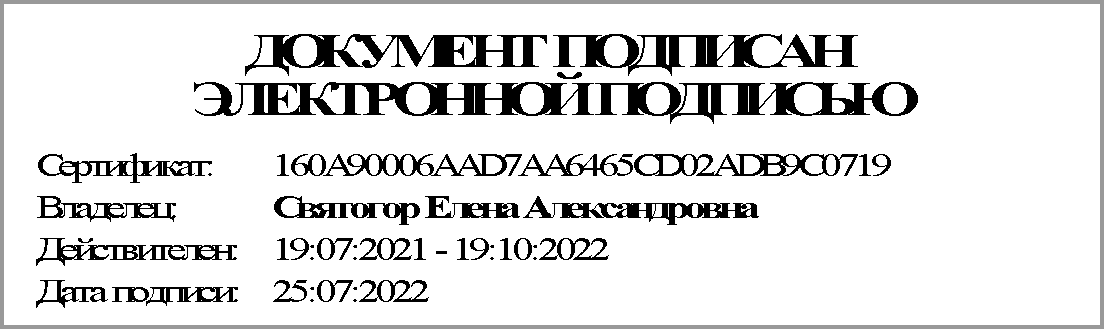 ДОКУМЕНТ ПОДПИСАН
ЭЛЕКТРОННОЙ ПОДПИСЬЮ
Сертификат: 160A90006AAD7AA6465CD02ADB9C0719
Владелец: Святогор Елена Александровна
Действителен: 19:07:2021 - 19:10:2022
Дата подписи: 25:07:2022